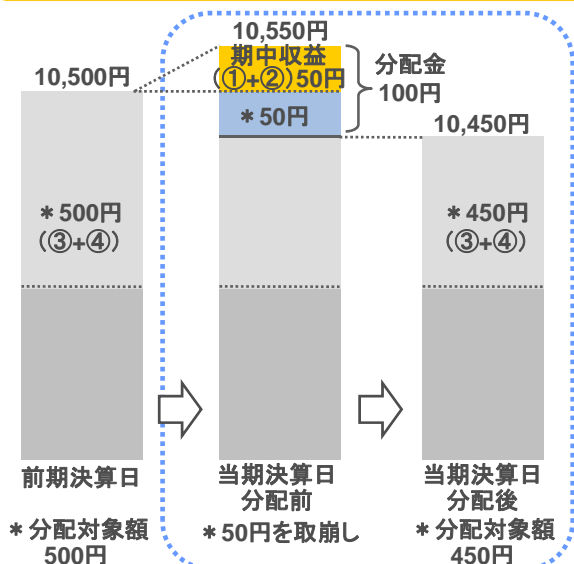 10,500円
＊500円
(③+④)
前期決算日
＊分配対象額
500円
10,550円
期中収益
(①+②)50円
＊50円
分配金
100円
当期決算日
分配前
＊50円を取崩し
10,450円
＊450円
(③+④)
当期決算日
分配後
＊分配対象額
450円